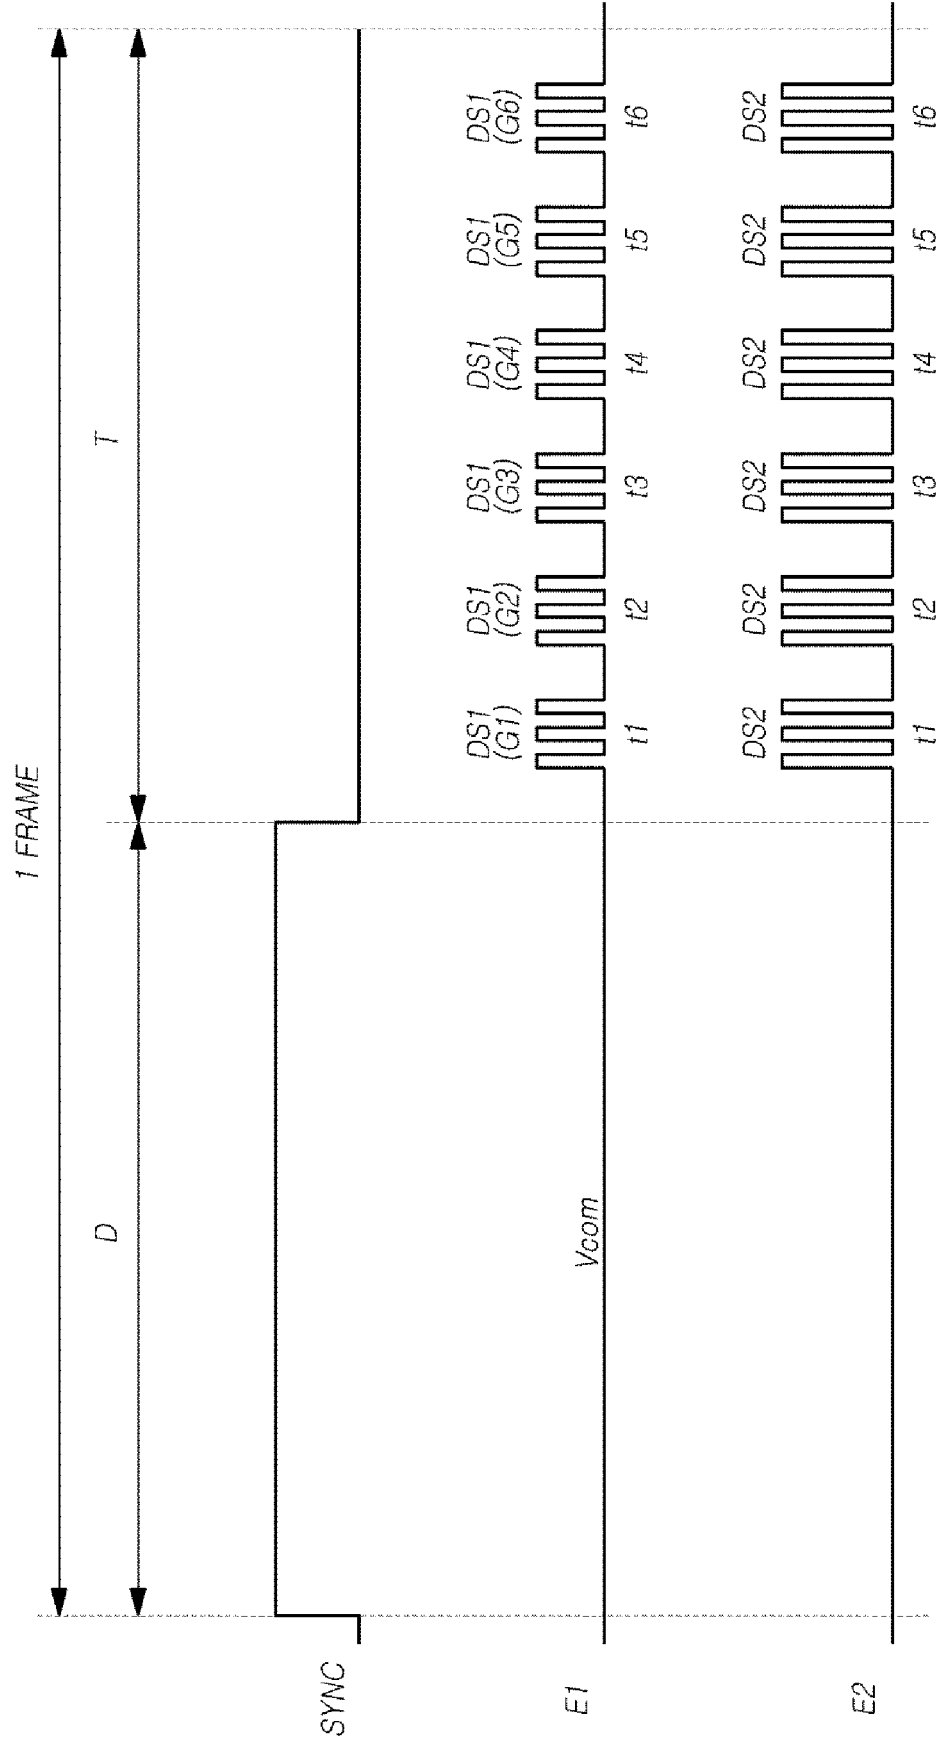 1 FRAME
D
T
SYNC
DS1
(G1)
DS1
(G2)
DS1
(G3)
DS1
(G4)
DS1
(G5)
DS1
(G6)
E1
Vcom
t1
t2
t3
t4
t5
t6
DS2
DS2
DS2
DS2
DS2
DS2
E2
t1
t2
t3
t4
t5
t6